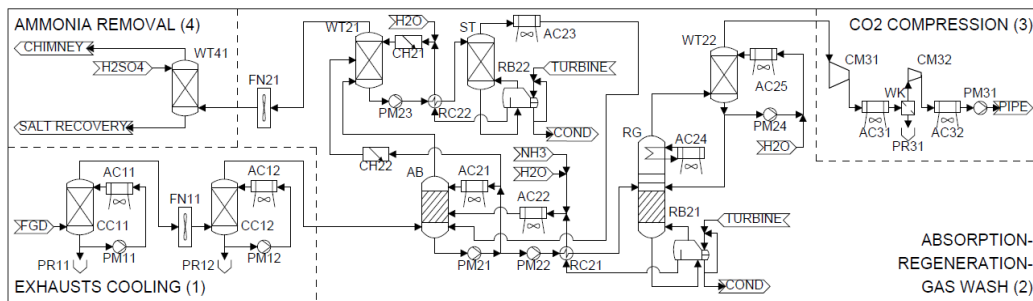 AMMONIA REMOVAL (4)
CHIMNEY
WT41
H2SO4
FN21
SALT RECOVERY
WT21
H2O
CH21
PM23
RC22
ST
AC23
RB22
TURBINE
COND
WT22
AC25
PM24
H2O
CO2 COMPRESSION (3)
CM31
CM32
WK
PM31
PIPE
AC31
AC32
PR31
CH22
AB
AC21
NH3
H2O
AC22
PM21
PM22
RC21
RG
AC24
RB21
TURBINE
COND
FGD
AC11
CC11
PM11
PR11
FN11
AC12
CC12
PM12
PR12
EXHAUSTS COOLING (1)
ABSORPTION-
REGENERATION-
GAS WASH (2)